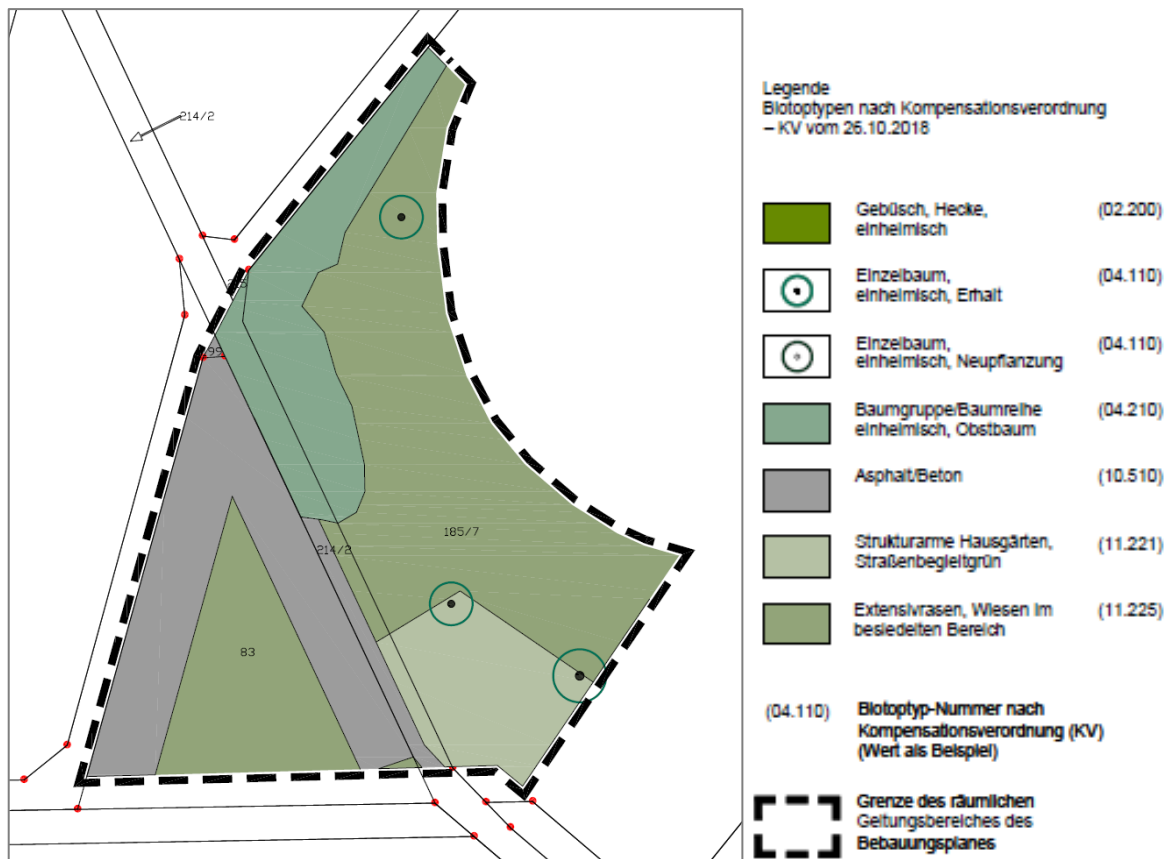 214/2
215
99
185/7
214/2
83
Legende
Biotoptypen nach Kompensationsverordnung
– KV vom 26.10.2018
Gebüsch, Hecke, (02.200)
einheimisch
Einzelbaum, (04.110)
einheimisch, Erhalt
Einzelbaum, (04.110)
einheimisch, Neupflanzung
Baumgruppe/Baumreihe (04.210)
einheimisch, Obstbaum
Asphalt/Beton (10.510)
Strukturarme Hausgärten, (11.221)
Straßenbegleitgrün
Extensivrasen, Wiesen im (11.225)
besiedelten Bereich
(04.110) Biotoptyp-Nummer nach
Kompensationsverordnung (KV)
(Wert als Beispiel)
Grenze des räumlichen
Geltungsbereiches des
Bebauungsplanes